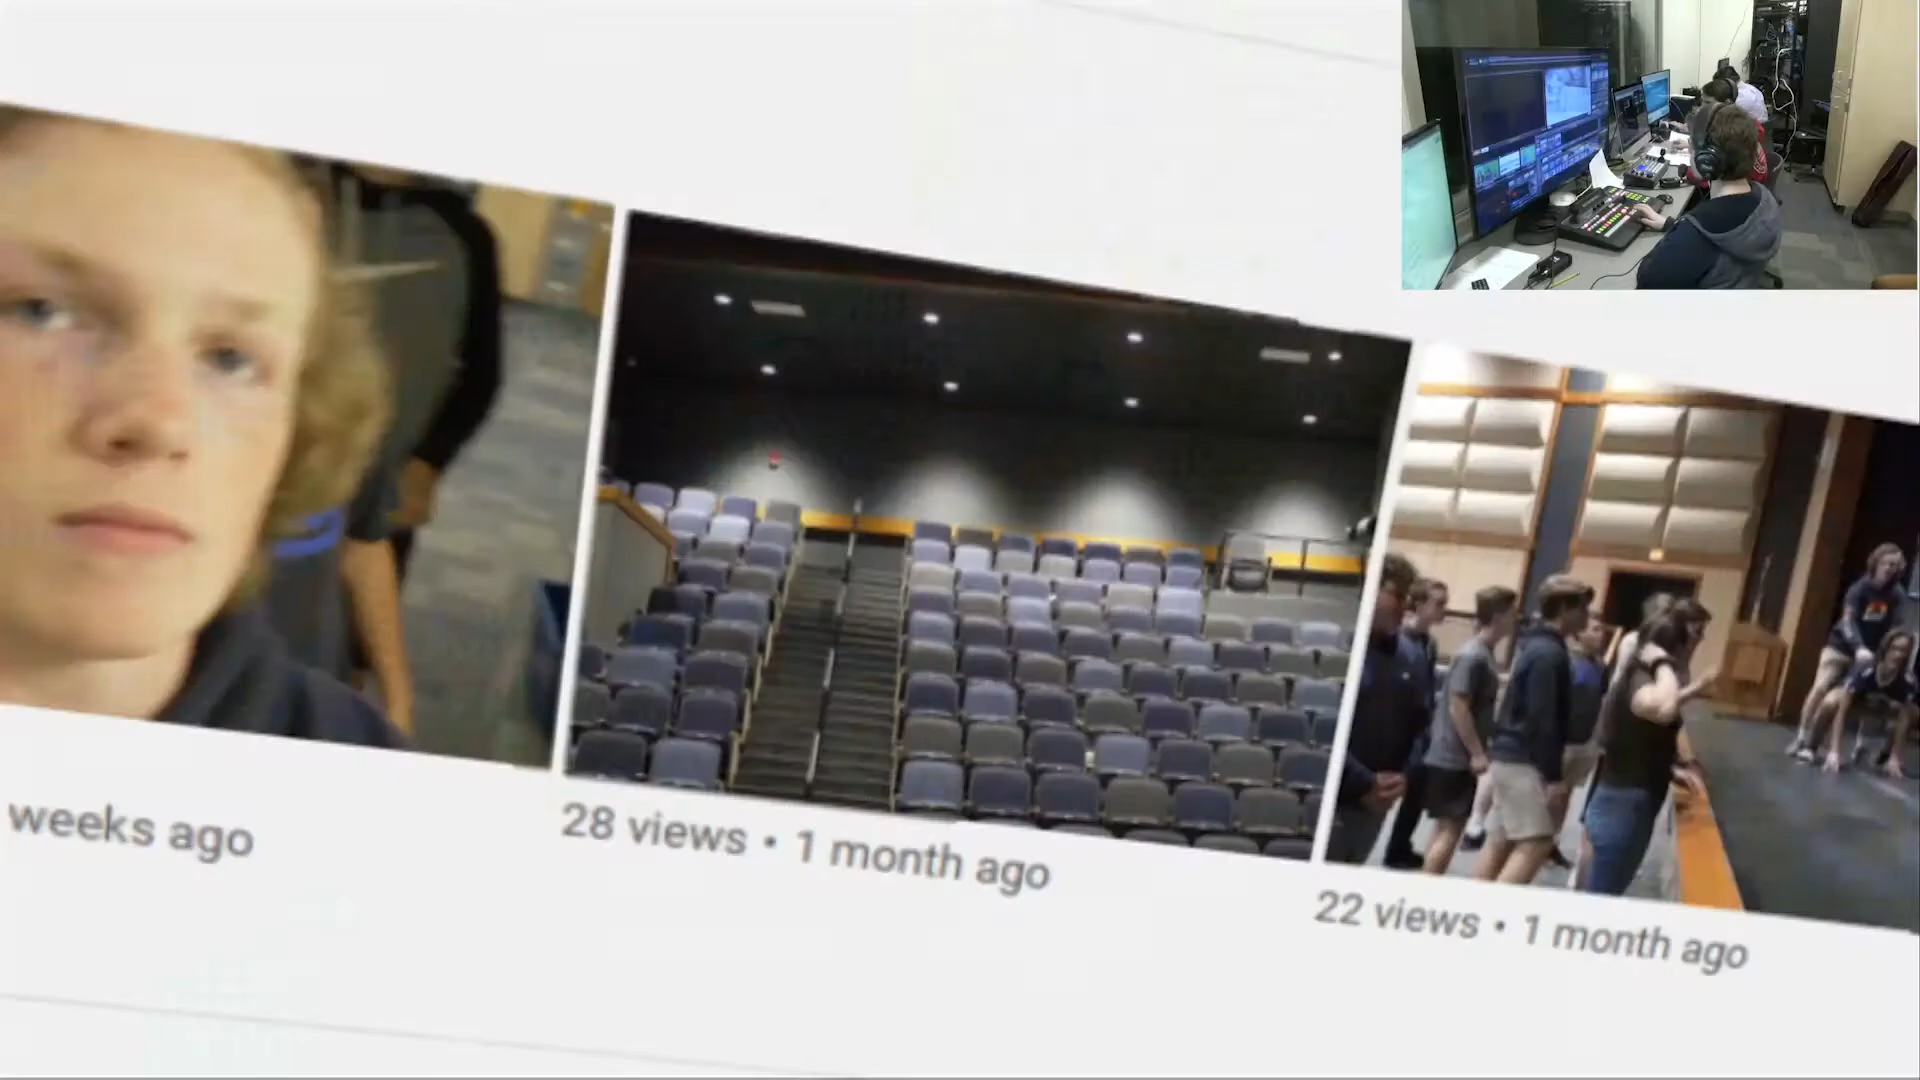 weeks ago
28 views • 1 month ago
22 views • 1 month ago